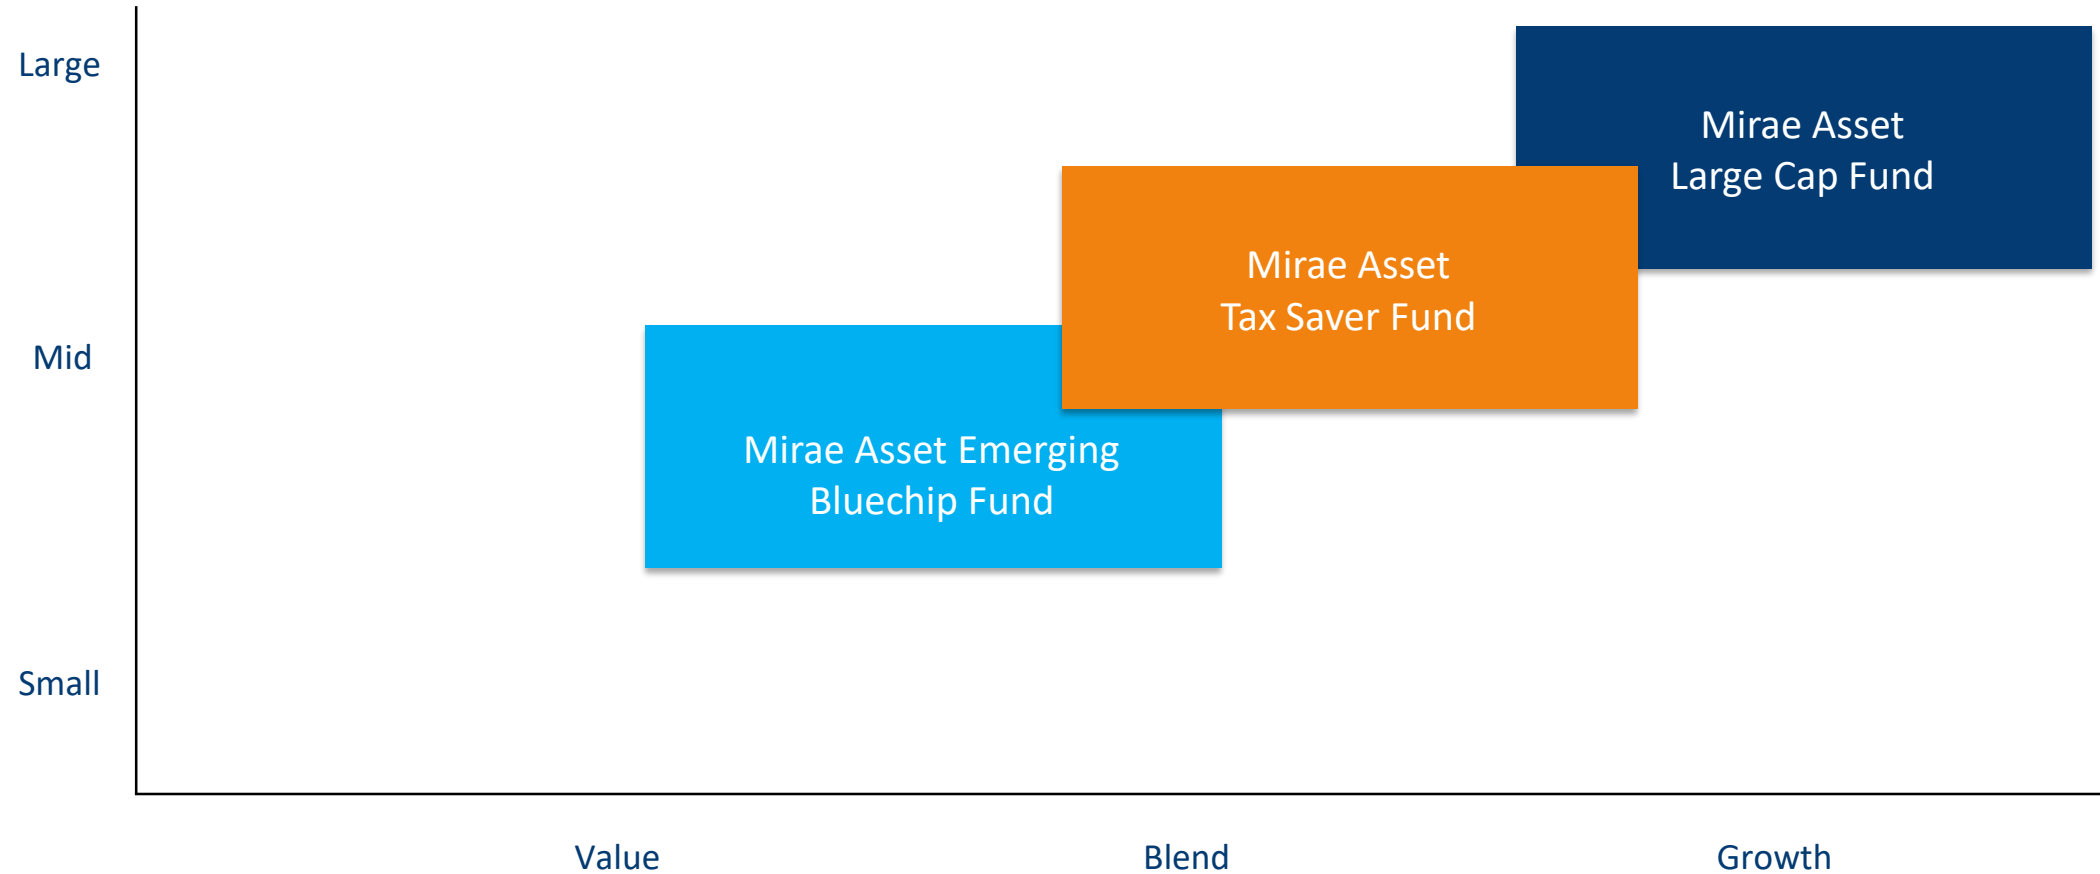 Large
Mirae Asset
Large Cap Fund
Mirae Asset
Tax Saver Fund
Mid
Mirae Asset Emerging
Bluechip Fund
Small
Value
Blend
Growth